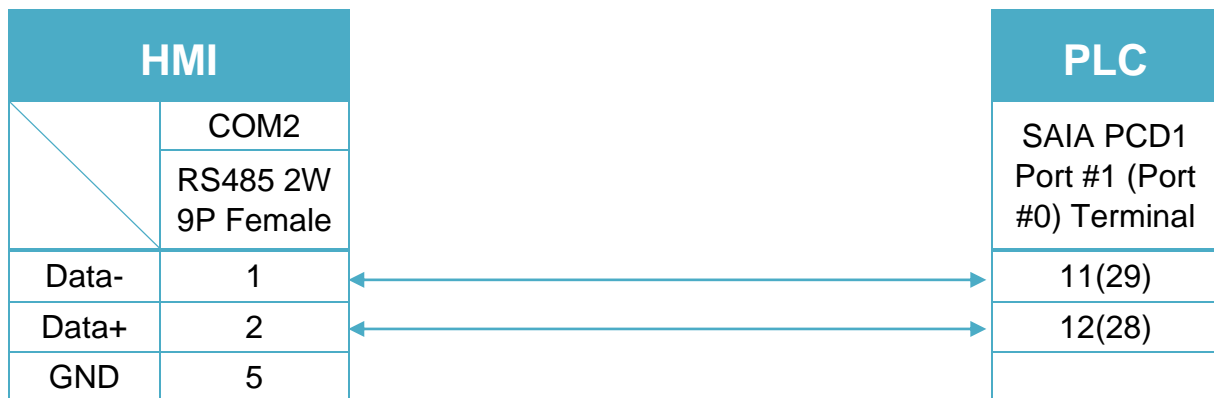 HMI PLC
COM2
RS485 2W
9P Female
SAIA PCD1
Port #1 (Port
#0) Terminal
Data- 1 11(29)
Data+ 2 12(28)
GND 5